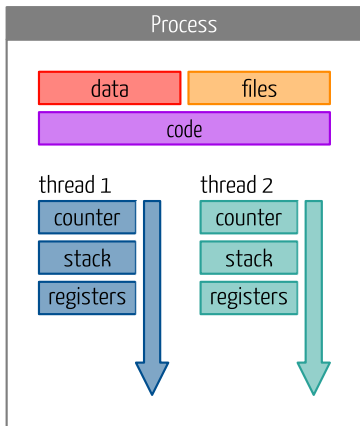 Process
data files
code
thread 1 thread 2
counter counter
stack stack
registers registers